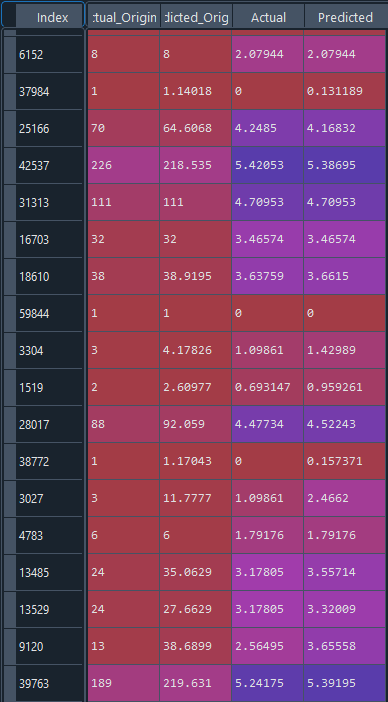 Index :tual_Origin dicted_Orig Actual Predicted
6152 8 8 2.07944 2.07944
37984 1 1.14018 0 0.131189
25166 70 64.6068 4.2485 4.16832
42537 226 218.535 5.42053 5.38695
31313 111 111 4.70953 4.70953
16703 32 32 3.46574 3.46574
18610 38 38.9195 3.63759 3.6615
59844 1 1 0 0
3304 3 4.17826 1.09861 1.42989
1519 2 2.60977 0.693147 0.959261
28017 88 92.059 4.47734 4.52243
38772 1 1.17043 0 0.157371
3027 3 11.7777 1.09861 2.4662
4783 6 6 1.79176 1.79176
13485 24 35.0629 3.17805 3.55714
13529 24 27.6629 3.17805 3.32009
9120 13 38.6899 2.56495 3.65558
39763 189 219.631 5.24175 5.39195